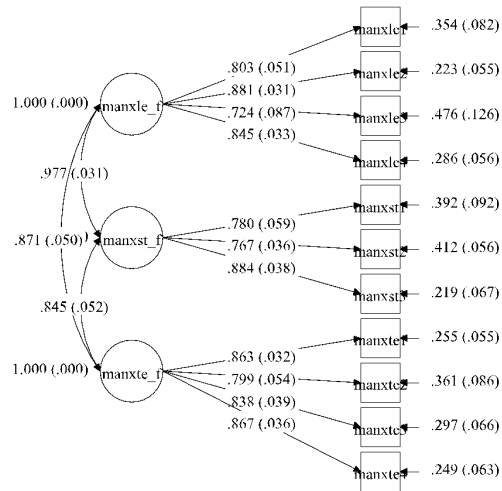 manxle1 .354 (.082)
.803 (.051)
manxle2 .223 (.055)
.881 (.031)
1.000 (.000) manxle_f
.724 (.087)
manxle3 .476 (.126)
.845 (.033)
manxle4 .286 (.056)
.977 (.031)
manxst1 .392 (.092)
.780 (.059)
.871 (.050) manxst_f
.767 (.036)
manxst2 .412 (.056)
.884 (.038)
manxst3 .219 (.067)
.845 (.052)
manxte1 .255 (.055)
.863 (.032)
1.000 (.000) manxte_f
.799 (.054)
manxte2 .361 (.086)
.838 (.039)
manxte3 .297 (.066)
.867 (.036)
manxte4 .249 (.063)